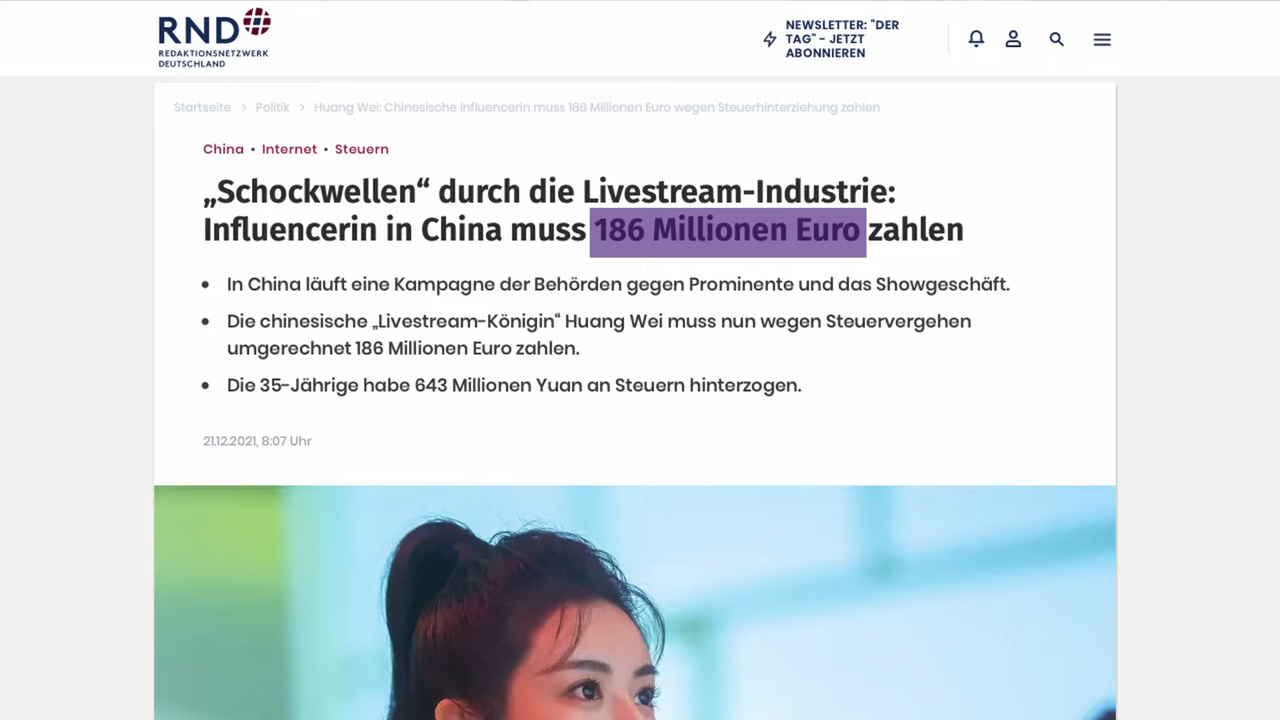 RND
REDAKTIONSNETZWERK
DEUTSCHLAND
NEWSLETTER: "DER
TAG" - JETZT
ABONNIEREN
Startseite > Politik > Huang Wei: Chinesische Influencerin muss 186 Millionen Euro wegen Steuerhinterziehung zahlen
China • Internet • Steuern
„Schockwellen“ durch die Livestream-Industrie:
Influencerin in China muss 186 Millionen Euro zahlen
• In China läuft eine Kampagne der Behörden gegen Prominente und das Showgeschäft.
• Die chinesische „Livestream-Königin“ Huang Wei muss nun wegen Steuervergehen
umgerechnet 186 Millionen Euro zahlen.
• Die 35-Jährige habe 643 Millionen Yuan an Steuern hinterzogen.
21.12.2021, 8:07 Uhr